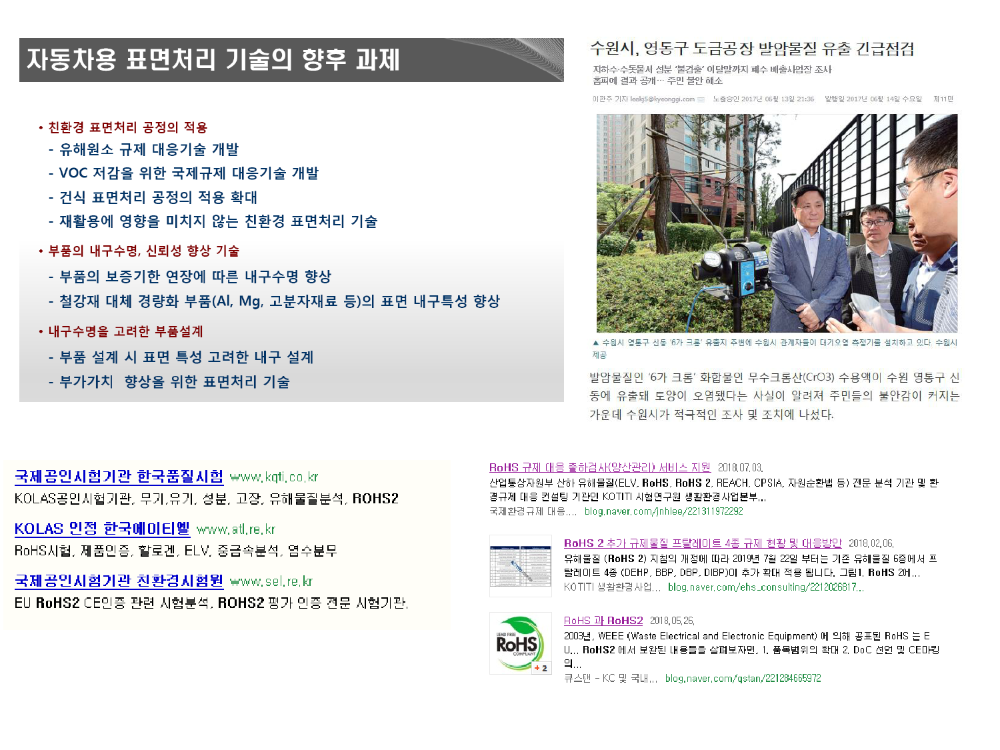 자동차용 표면처리 기술의 향후 과제
• 친환경 표면처리 공정의 적용
- 유해원소 규제 대응기술 개발
- VOC 저감을 위한 국제규제 대응기술 개발
- 건식 표면처리 공정의 적용 확대
- 재활용에 영향을 미치지 않는 친환경 표면처리 기술
• 부품의 내구수명, 신뢰성 향상 기술
- 부품의 보증기한 연장에 따른 내구수명 향상
- 철강재 대체 경량화 부품(Al, Mg, 고분자재료 등)의 표면 내구특성 향상
• 내구수명을 고려한 부품설계
- 부품 설계 시 표면 특성 고려한 내구 설계
- 부가가치 향상을 위한 표면처리 기술
수원시, 영통구 도금공장 발암물질 유출 긴급점검
지하수·수돗물서 성분 ‘불검출’ 이달말까지 폐수 배출사업장 조사
홈피에 결과 공개… 주민 불안 해소
이관주 기자 leekj5@kyeonggi.com 노출승인 2017년 06월 13일 21:36 발행일 2017년 06월 14일 수요일 제11면
▲ 수원시 영통구 신동 ‘6가 크롬’ 유출지 주변에 수원시 관계자들이 대기오염 측정기를 설치하고 있다. 수원시
제공
발암물질인 ‘6가 크롬’ 화합물인 무수크롬산(CrO3) 수용액이 수원 영통구 신
동에 유출돼 토양이 오염됐다는 사실이 알려져 주민들의 불안감이 커지는
가운데 수원시가 적극적인 조사 및 조치에 나섰다.
국제공인시험기관 한국품질시험 www.kqti.co.kr
KOLAS공인시험기관, 무기,유기, 성분, 고장, 유해물질분석, ROHS2
KOLAS 인정 한국에이티엘 www.atl.re.kr
RoHS시험, 제품인증, 할로겐, ELV, 중금속분석, 염수분무
국제공인시험기관 친환경시험원 www.sel.re.kr
EU RoHS2 CE인증 관련 시험분석, ROHS2 평가 인증 전문 시험기관.
RoHS 규제 대응 출하검사(양산관리) 서비스 지원 2018.07.03.
산업통상자원부 산하 유해물질(ELV, RoHS, RoHS 2, REACH, CPSIA, 자원순환법 등) 전문 분석 기관 및 환
경규제 대응 컨설팅 기관인 KOTITI 시험연구원 생활환경사업본부...
국제환경규제 대응.... blog.naver.com/jnhlee/221311972292
RoHS 2 추가 규제물질 프탈레이트 4종 규제 현황 및 대응방안 2018.02.06.
유해물질 (RoHS 2) 지침의 개정에 따라 2019년 7월 22일 부터는 기존 유해물질 6종에서 프
탈레이트 4종 (DEHP, BBP, DBP, DIBP)이 추가 확대 적용 됩니다. 그림1. RoHS 2에...
KOTITI 생활환경사업... blog.naver.com/ehs_consulting/2212026817...
RoHS 과 RoHS2 2018.05.26.
2003년, WEEE (Waste Electrical and Electronic Equipment) 에 의해 공표된 RoHS 는 E
U... RoHS2 에서 보완된 내용들을 살펴보자면, 1. 품목범위의 확대 2. DoC 선언 및 CE마킹
의...
큐스탠 - KC 및 국내... blog.naver.com/qstan/221284665972
LEAD FREE
RoHS
COMPLIANT
+ 2